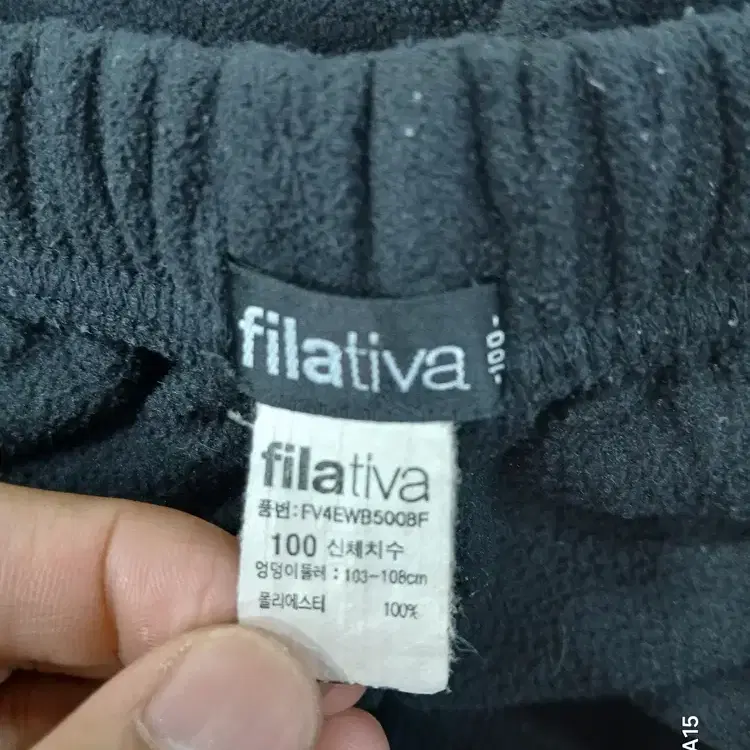 filativa
-100-
filativa
품번:FV4EWB5008F
100 신체치수
엉덩이둘레 : 103-108cm
폴리에스터 100%
A15